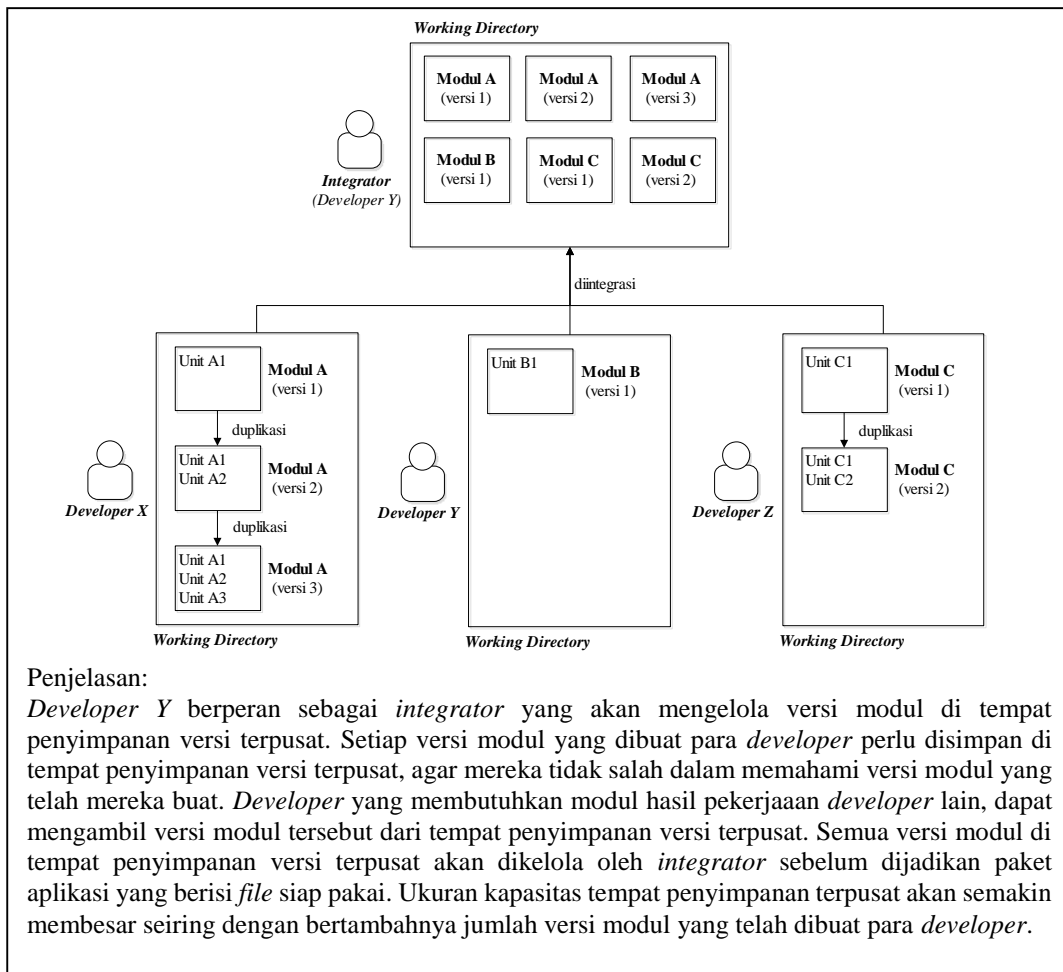 Working Directory
Modul A
(versi 1)
Modul A
(versi 2)
Modul A
(versi 3)
Modul B
(versi 1)
Modul C
(versi 1)
Modul C
(versi 2)
Integrator
(Developer Y)
diintegrasi
Unit A1
Modul A
(versi 1)
duplikasi
Unit A1
Unit A2
Modul A
(versi 2)
duplikasi
Unit A1
Unit A2
Unit A3
Modul A
(versi 3)
Developer X
Working Directory
Unit B1
Modul B
(versi 1)
Developer Y
Working Directory
Unit C1
Modul C
(versi 1)
duplikasi
Unit C1
Unit C2
Modul C
(versi 2)
Developer Z
Working Directory
Penjelasan:
Developer Y berperan sebagai integrator yang akan mengelola versi modul di tempat
penyimpanan versi terpusat. Setiap versi modul yang dibuat para developer perlu disimpan di
tempat penyimpanan versi terpusat, agar mereka tidak salah dalam memahami versi modul yang
telah mereka buat. Developer yang membutuhkan modul hasil pekerjaaan developer lain, dapat
mengambil versi modul tersebut dari tempat penyimpanan versi terpusat. Semua versi modul di
tempat penyimpanan versi terpusat akan dikelola oleh integrator sebelum dijadikan paket
aplikasi yang berisi file siap pakai. Ukuran kapasitas tempat penyimpanan terpusat akan semakin
membesar seiring dengan bertambahnya jumlah versi modul yang telah dibuat para developer.